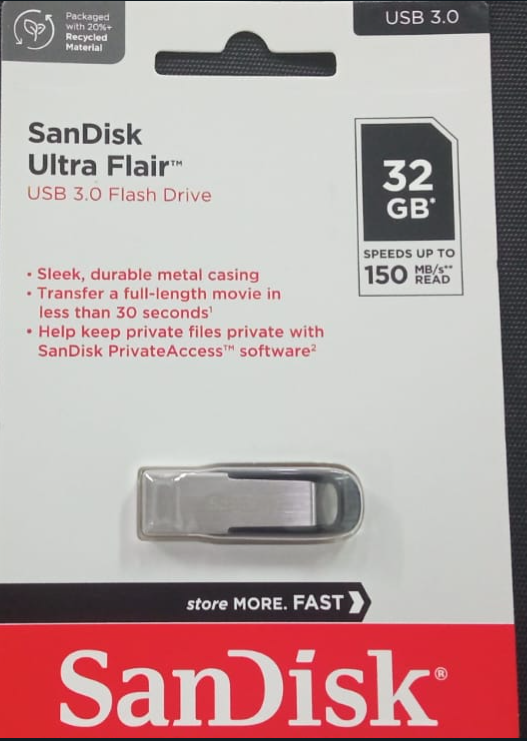 Packaged
with 20%+
Recycled
Material
USB 3.0
SanDisk
Ultra Flair™
USB 3.0 Flash Drive
32
GB*
SPEEDS UP TO
150 MB/s**
READ
• Sleek, durable metal casing
• Transfer a full-length movie in
less than 30 seconds¹
• Help keep private files private with
SanDisk PrivateAccess™ software²
store MORE. FAST
SanDisk®